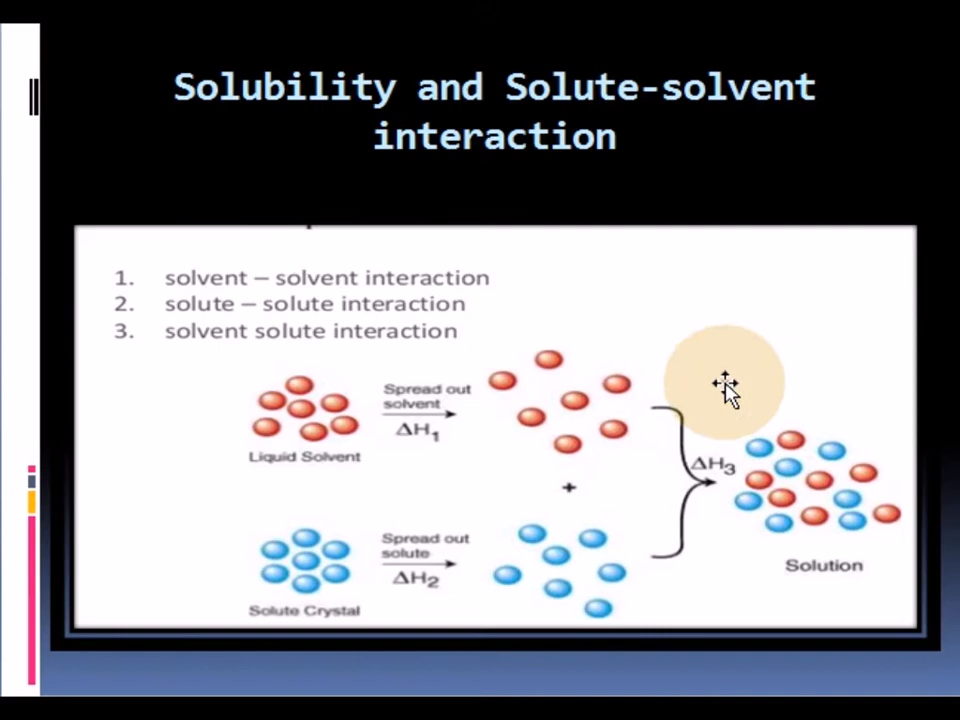 Solubility and Solute-solvent
interaction
1. solvent – solvent interaction
2. solute – solute interaction
3. solvent solute interaction
Spread out
solvent
ΔH1
Liquid Solvent
+
ΔH3
Spread out
solute
ΔH2
Solute Crystal
Solution